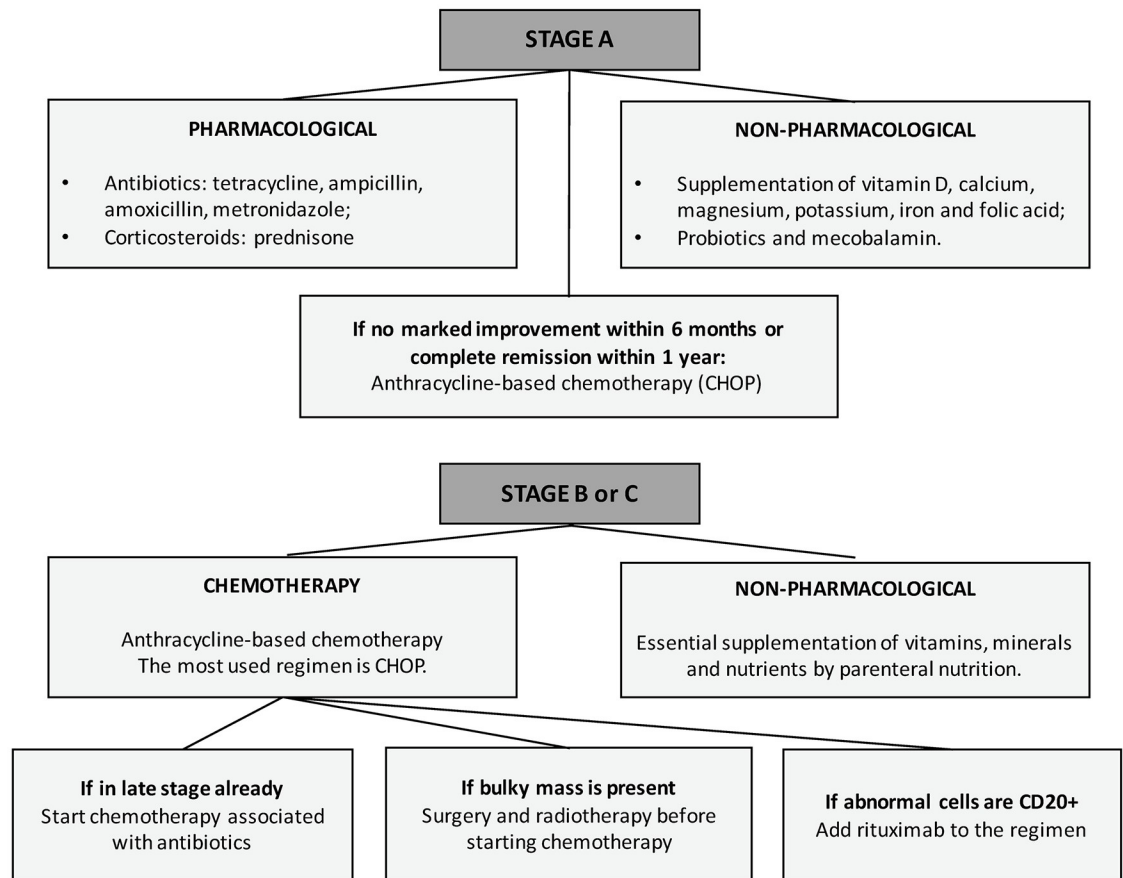 STAGE A
PHARMACOLOGICAL
• Antibiotics: tetracycline, ampicillin,
amoxicillin, metronidazole;
• Corticosteroids: prednisone
NON-PHARMACOLOGICAL
• Supplementation of vitamin D, calcium,
magnesium, potassium, iron and folic acid;
• Probiotics and mecobalamin.
If no marked improvement within 6 months or
complete remission within 1 year:
Anthracycline-based chemotherapy (CHOP)
STAGE B or C
CHEMOTHERAPY
Anthracycline-based chemotherapy
The most used regimen is CHOP.
NON-PHARMACOLOGICAL
Essential supplementation of vitamins, minerals
and nutrients by parenteral nutrition.
If in late stage already
Start chemotherapy associated
with antibiotics
If bulky mass is present
Surgery and radiotherapy before
starting chemotherapy
If abnormal cells are CD20+
Add rituximab to the regimen